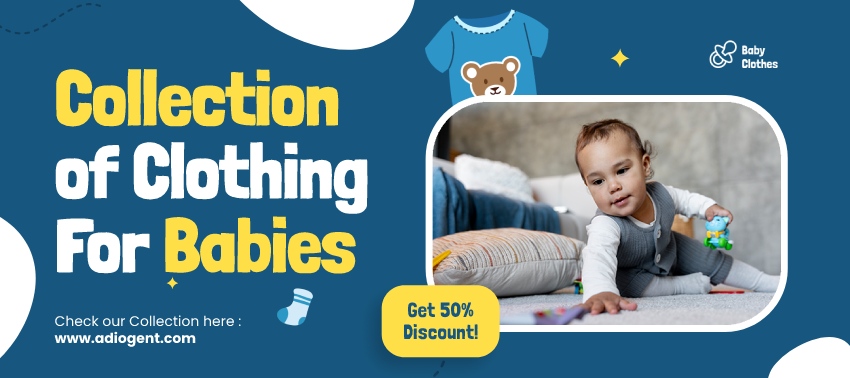 Collection
of Clothing
For Babies
Check our Collection here :
www.adiogent.com
Baby
Clothes
Get 50%
Discount!